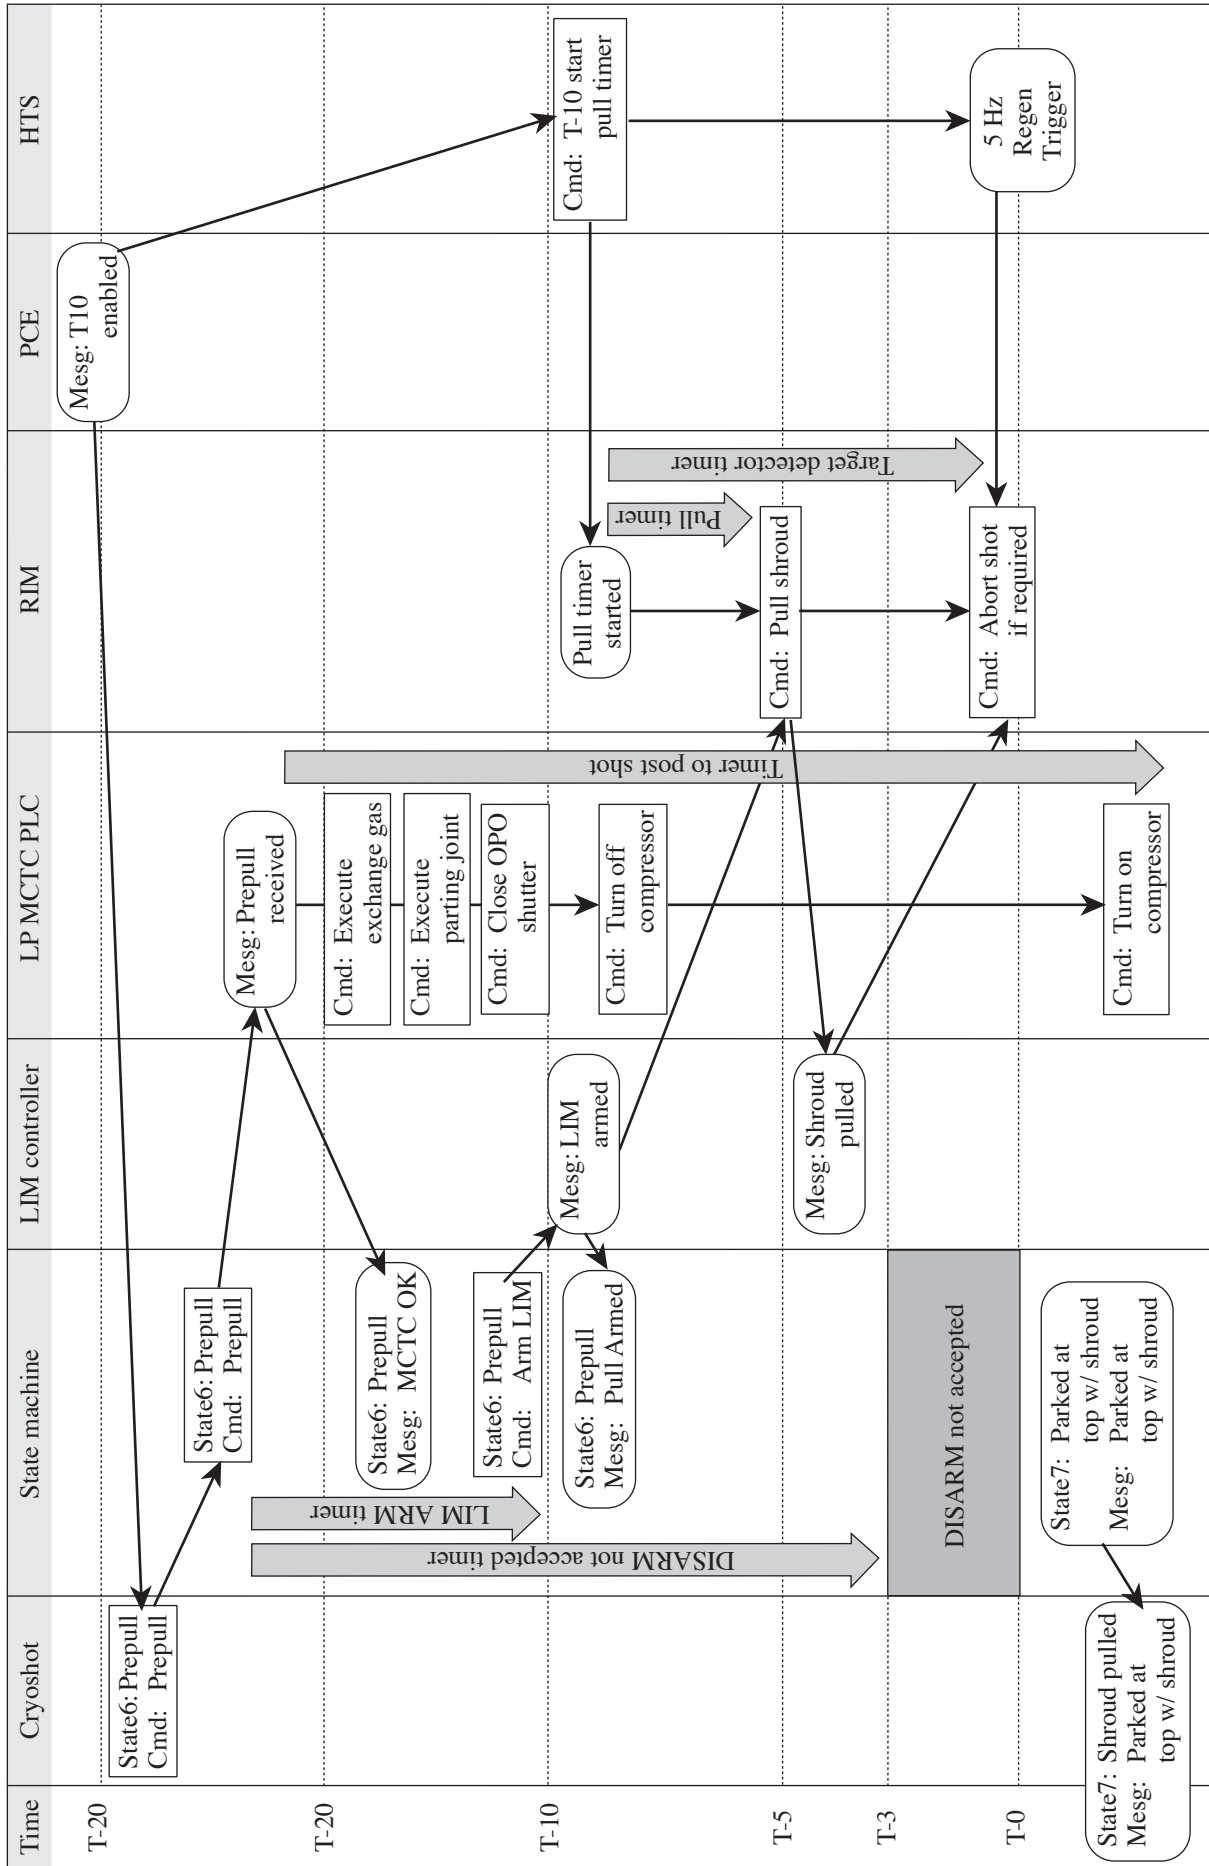 Time
Cryoshot
State machine
LIM controller
LP MCTC PLC
RIM
PCE
HTS
T-20
Mesg: T10
enabled
State6: Prepull
Cmd: Prepull
State6: Prepull
Cmd: Prepull
Mesg: Prepull
received
T-20
Cmd: Execute
exchange gas
State6: Prepull
Mesg: MCTC OK
Cmd: Execute
parting joint
State6: Prepull
Cmd: Arm LIM
Cmd: Close OPO
shutter
LIM ARM timer
DISARM not accepted timer
Timer to post shot
T-10
Mesg: LIM
armed
Cmd: T-10 start
pull timer
State6: Prepull
Mesg: Pull Armed
Pull timer
started
Cmd: Turn off
compressor
Pull timer
Target detector timer
T-5
Cmd: Pull shroud
Mesg: Shroud
pulled
T-3
DISARM not accepted
T-0
Cmd: Abort shot
if required
5 Hz
Regen
Trigger
State7: Parked at
top w/ shroud
Mesg: Parked at
top w/ shroud
State7: Shroud pulled
Mesg: Parked at
top w/ shroud
Cmd: Turn on
compressor